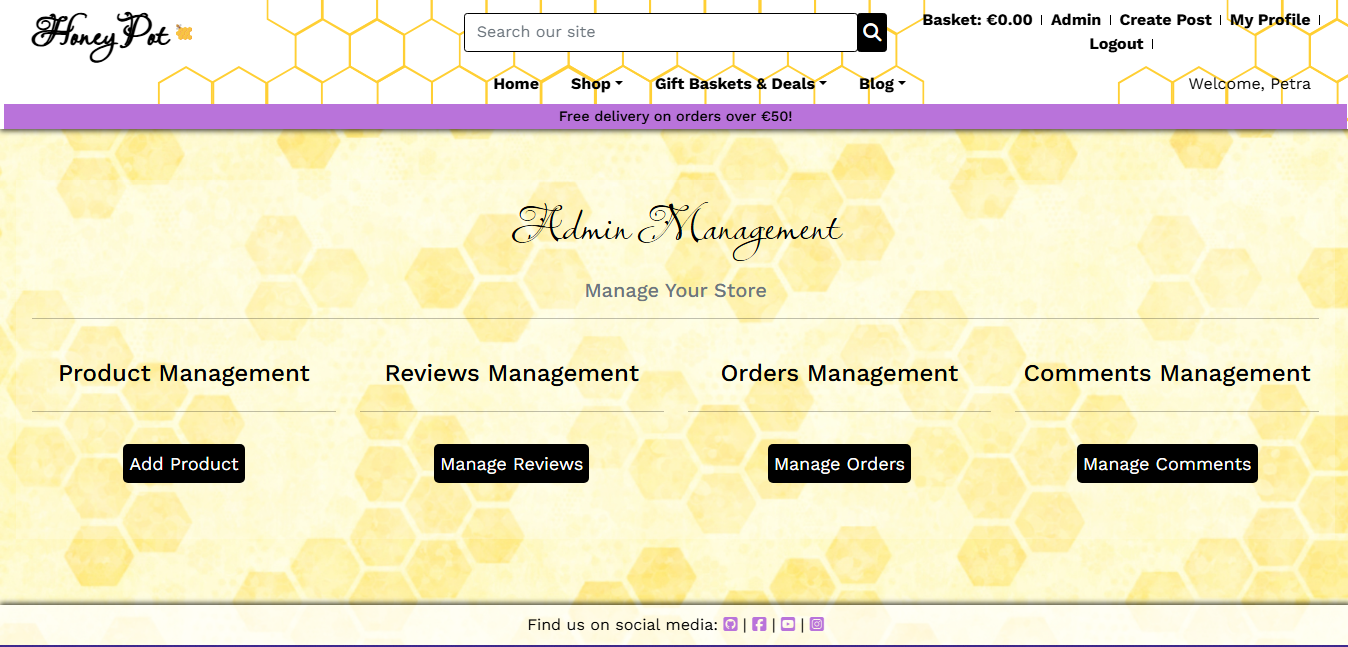 Honey Pot
Search our site
Basket: €0.00 | Admin | Create Post | My Profile |
Logout |
Home Shop Gift Baskets & Deals Blog
Welcome, Petra
Free delivery on orders over €50!
Admin Management
Manage Your Store
Product Management Reviews Management Orders Management Comments Management
Add Product Manage Reviews Manage Orders Manage Comments
Find us on social media: | | |